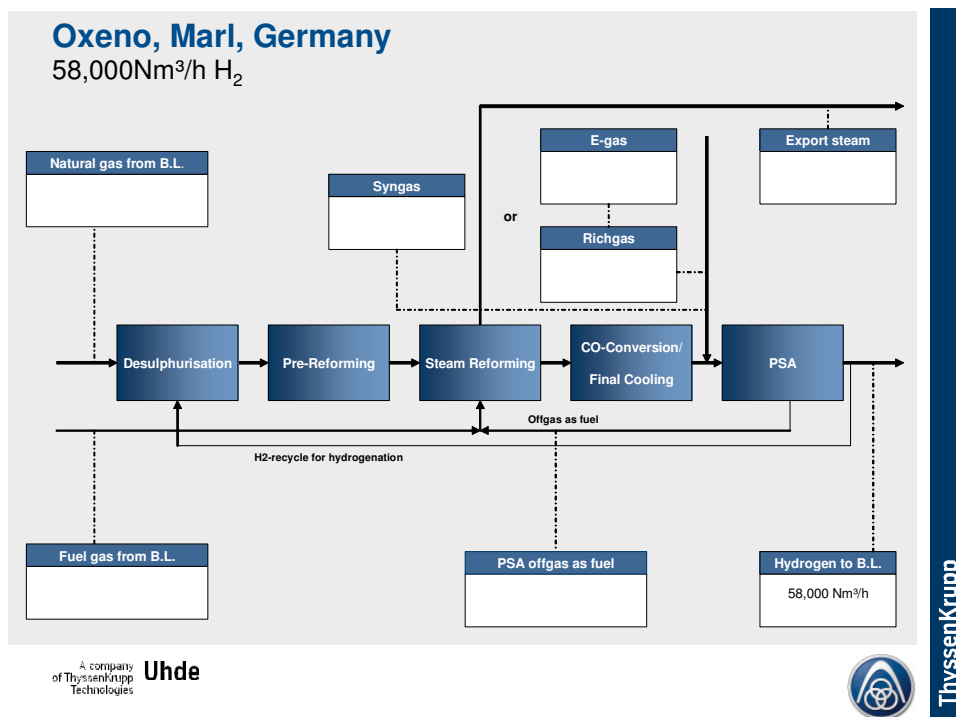 Oxeno, Marl, Germany
58,000Nm³/h H₂
Natural gas from B.L.
Syngas
E-gas
Export steam
or
Richgas
Desulphurisation
Pre-Reforming
Steam Reforming
CO-Conversion/
Final Cooling
PSA
Offgas as fuel
H2-recycle for hydrogenation
Fuel gas from B.L.
PSA offgas as fuel
Hydrogen to B.L.
58,000 Nm³/h
A company
of ThyssenKrupp
Technologies
Uhde
ThyssenKrupp